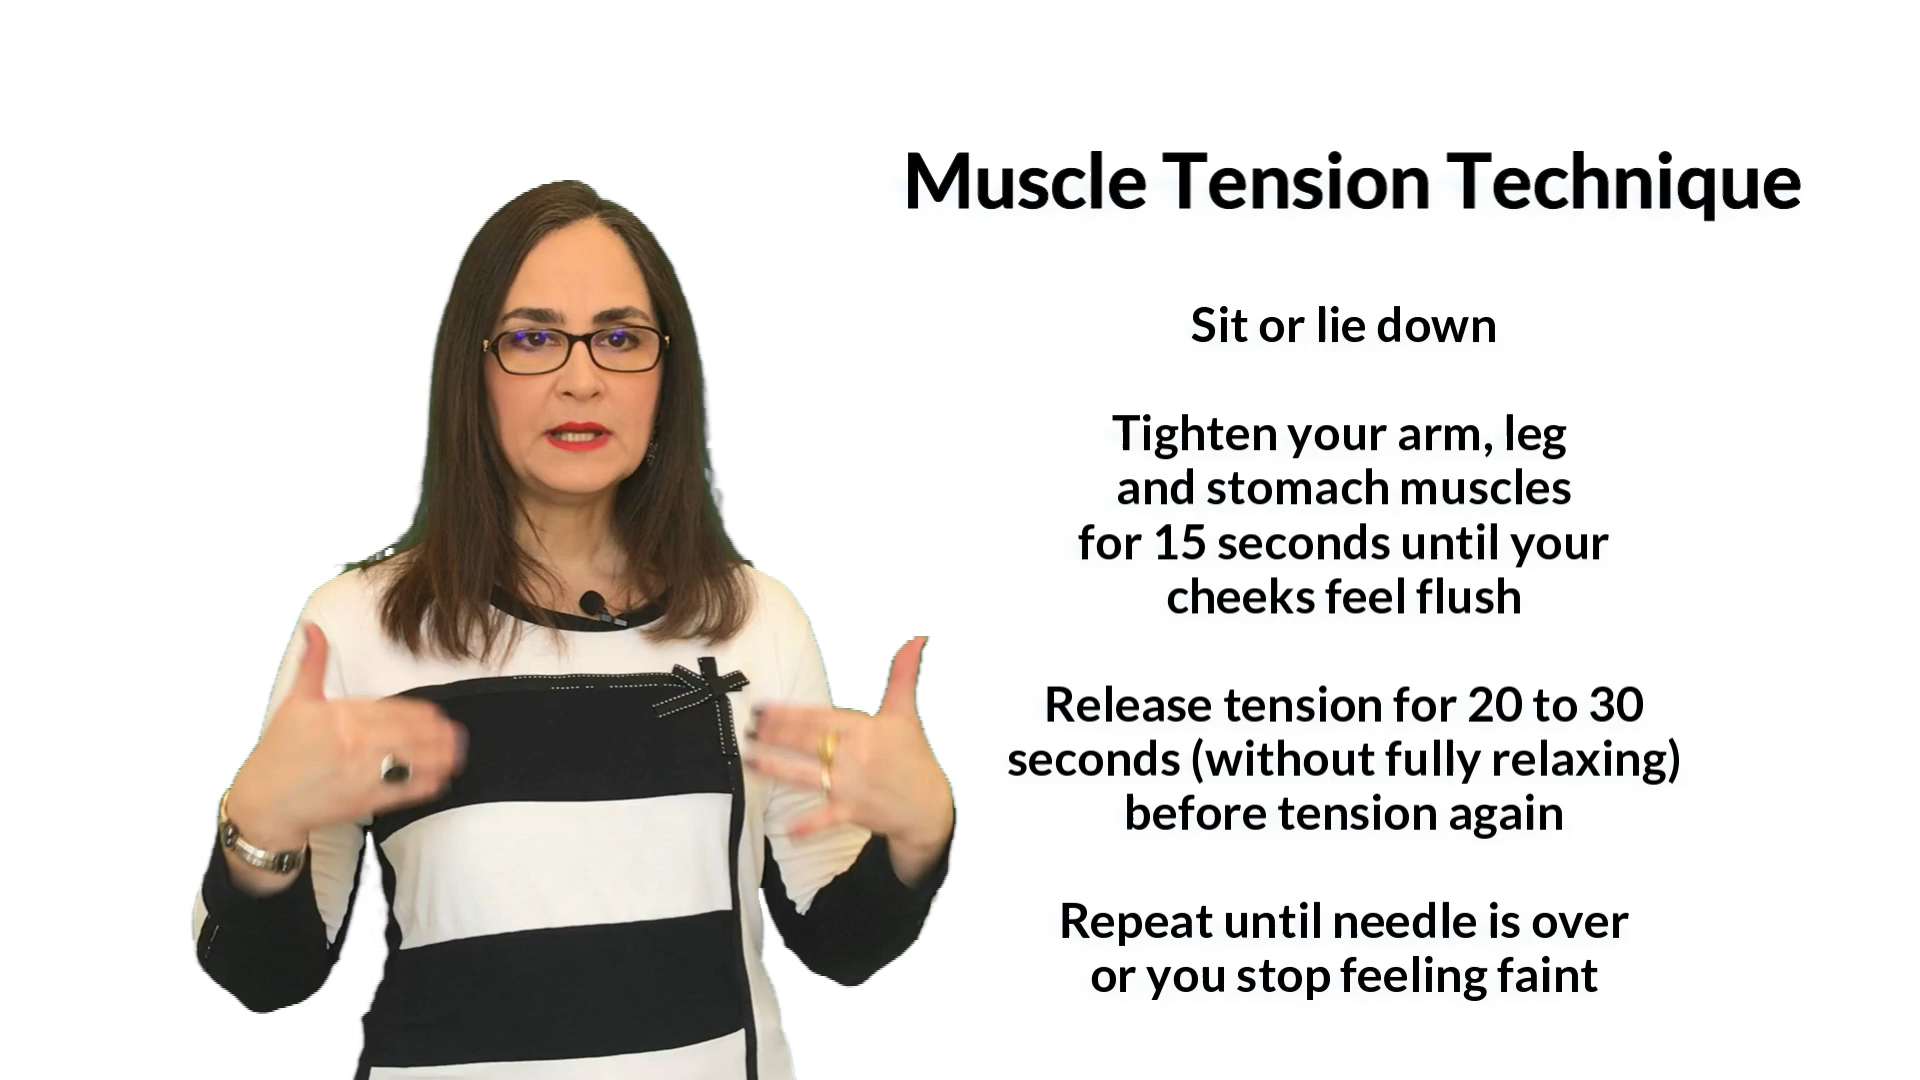 Muscle Tension Technique
Sit or lie down
Tighten your arm, leg
and stomach muscles
for 15 seconds until your
cheeks feel flush
Release tension for 20 to 30
seconds (without fully relaxing)
before tension again
Repeat until needle is over
or you stop feeling faint